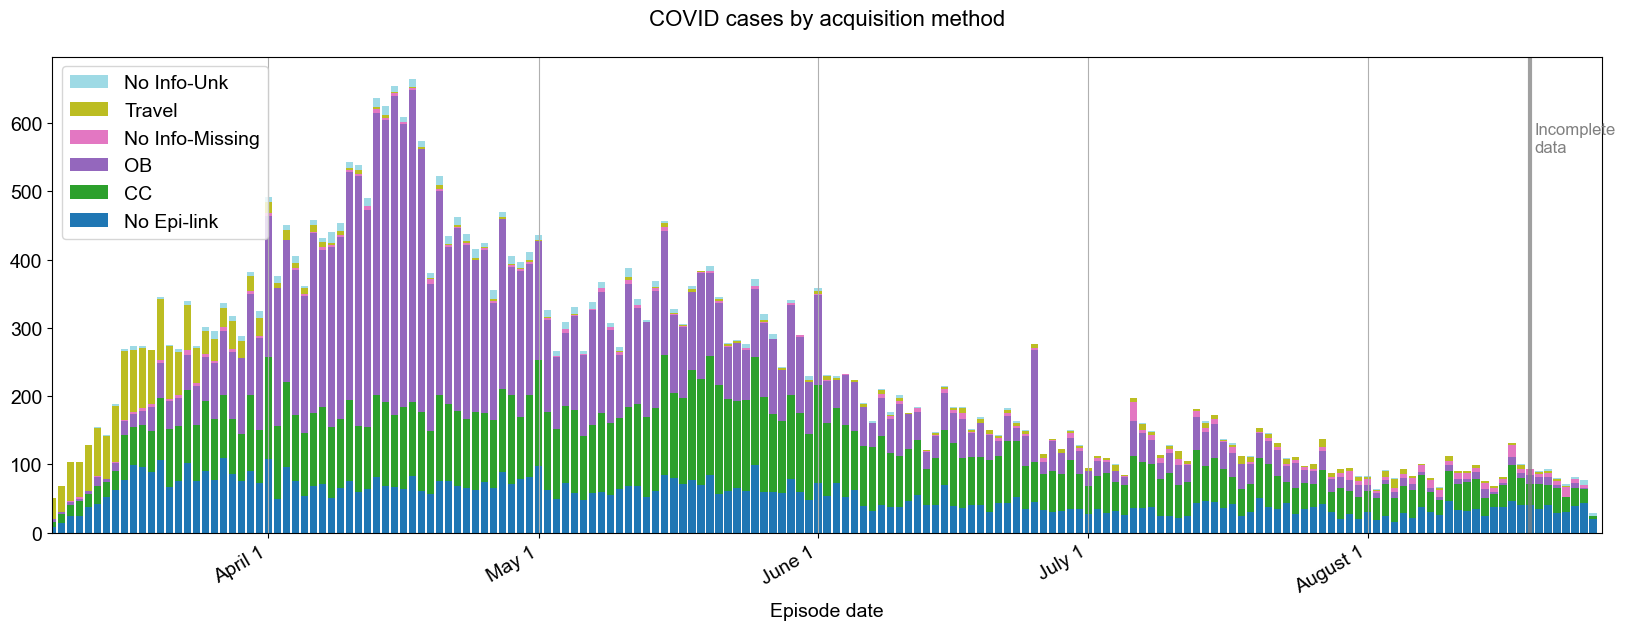 COVID cases by acquisition method
No Info-Unk
Travel
No Info-Missing
OB
CC
No Epi-link
Incomplete
data
600
500
400
300
200
100
0
April 1
May 1
June 1
July 1
August 1
Episode date